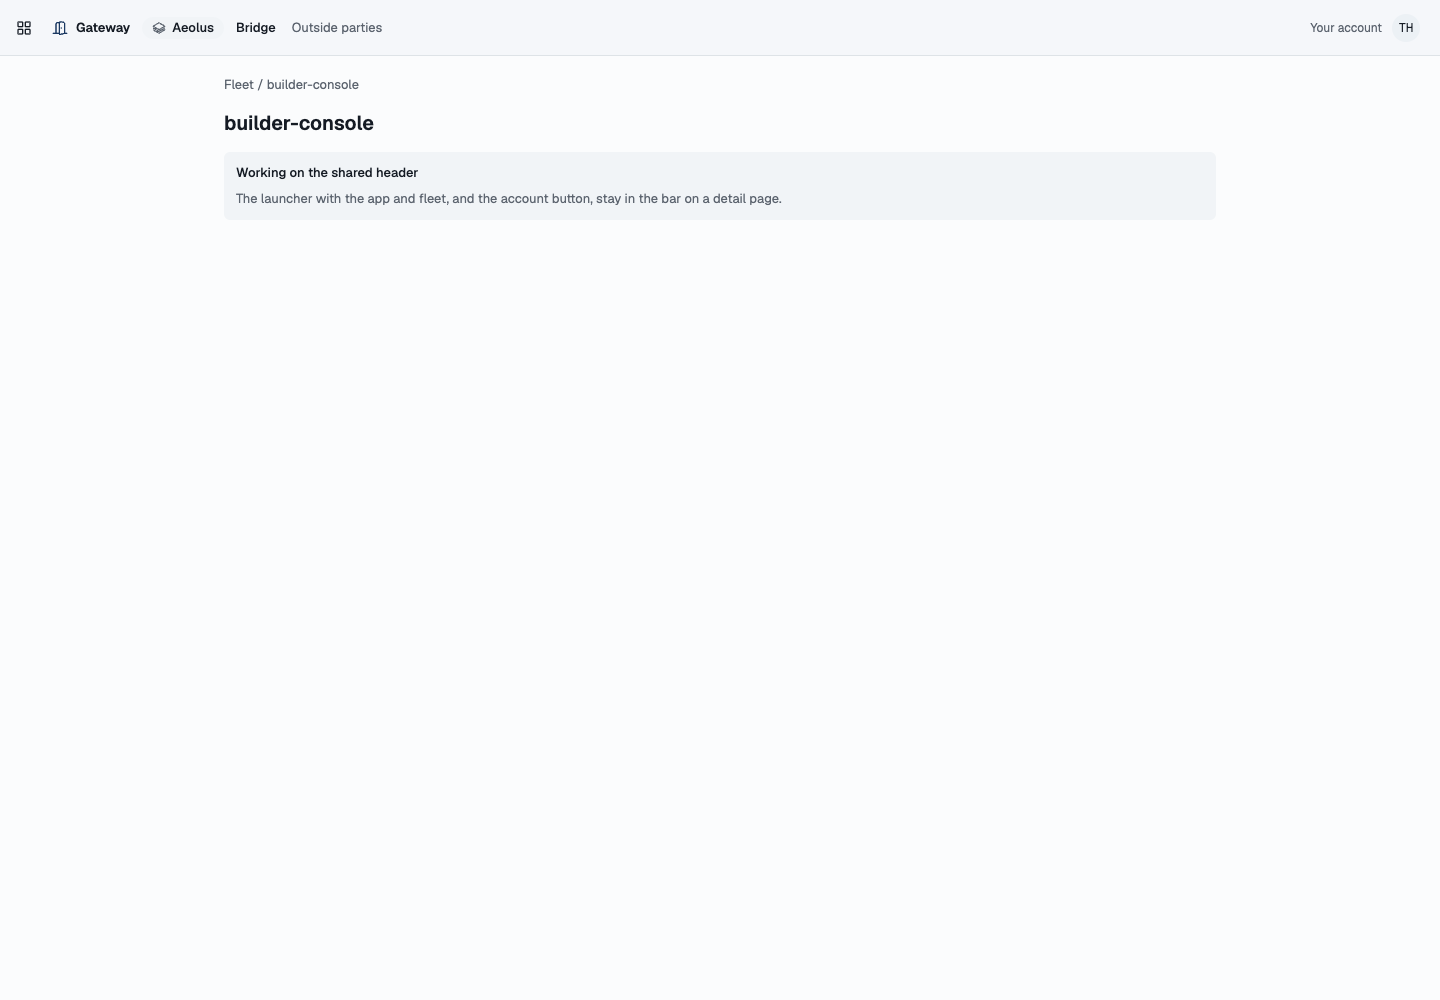 Gateway Aeolus Bridge Outside parties Your account TH
Fleet / builder-console
builder-console
Working on the shared header
The launcher with the app and fleet, and the account button, stay in the bar on a detail page.